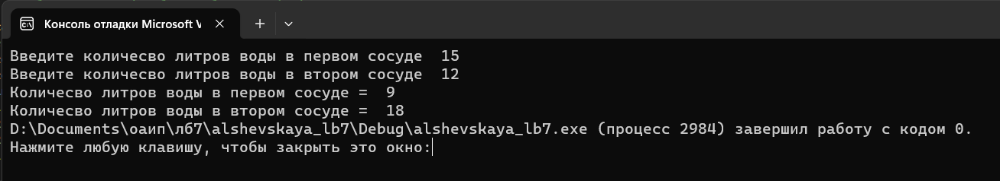 Консоль отладки Microsoft V
Введите количесво литров воды в первом сосуде  15
Введите количесво литров воды в втором сосуде  12
Количесво литров воды в первом сосуде =  9
Количесво литров воды в втором сосуде =  18
D:\Documents\оаип\лб7\alshevskaya_lb7\Debug\alshevskaya_lb7.exe (процесс 2984) завершил работу с кодом 0.
Нажмите любую клавишу, чтобы закрыть это окно: